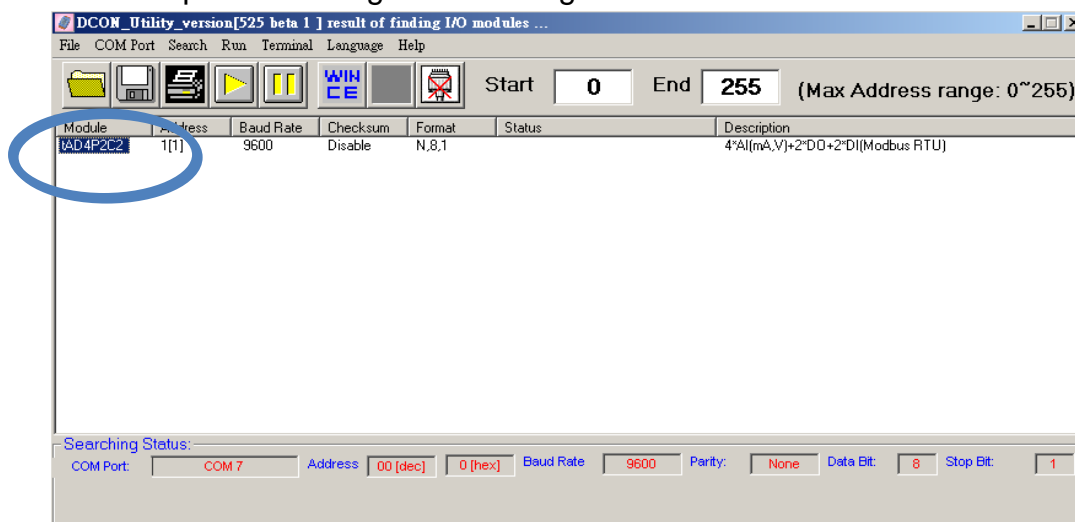 DCON_Utility_version[525 beta 1 ] result of finding I/O modules ...
File COM Port Search Run Terminal Language Help
WIN CE Start 0 End 255 (Max Address range: 0~255)
Module Address Baud Rate Checksum Format Status Description
tAD4P2C2 1[1] 9600 Disable N,8,1 4*AI(mA,V)+2*DO+2*DI(Modbus RTU)
Searching Status:
COM Port: COM 7 Address 00 [dec] 0 [hex] Baud Rate 9600 Parity: None Data Bit: 8 Stop Bit: 1